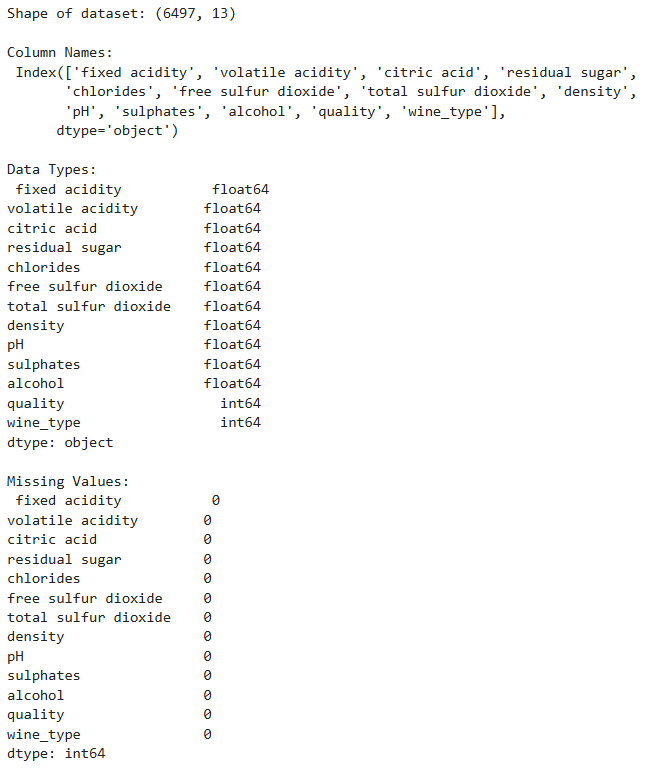 Shape of dataset: (6497, 13)
Column Names:
Index(['fixed acidity', 'volatile acidity', 'citric acid', 'residual sugar',
'chlorides', 'free sulfur dioxide', 'total sulfur dioxide', 'density',
'pH', 'sulphates', 'alcohol', 'quality', 'wine_type'],
dtype='object')
Data Types:
fixed acidity float64
volatile acidity float64
citric acid float64
residual sugar float64
chlorides float64
free sulfur dioxide float64
total sulfur dioxide float64
density float64
pH float64
sulphates float64
alcohol float64
quality int64
wine_type int64
dtype: object
Missing Values:
fixed acidity 0
volatile acidity 0
citric acid 0
residual sugar 0
chlorides 0
free sulfur dioxide 0
total sulfur dioxide 0
density 0
pH 0
sulphates 0
alcohol 0
quality 0
wine_type 0
dtype: int64